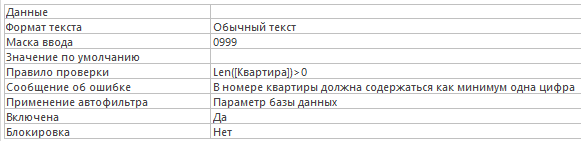 Данные
Формат текста Обычный текст
Маска ввода 0999
Значение по умолчанию
Правило проверки Len([Квартира])>0
Сообщение об ошибке В номере квартиры должна содержаться как минимум одна цифра
Применение автофильтра Параметр базы данных
Включена Да
Блокировка Нет